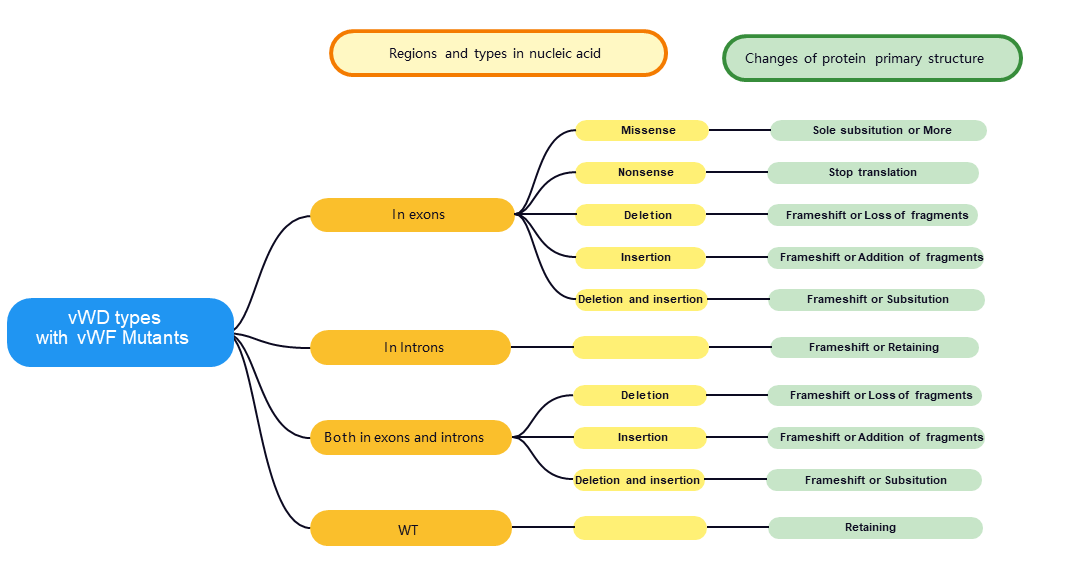 Regions and types in nucleic acid
Changes of protein primary structure
vWD types
with vWF Mutants
In exons
Missense
Sole subsitution or More
Nonsense
Stop translation
Deletion
Frameshift or Loss of fragments
Insertion
Frameshift or Addition of fragments
Deletion and insertion
Frameshift or Subsitution
In Introns
Frameshift or Retaining
Both in exons and introns
Deletion
Frameshift or Loss of fragments
Insertion
Frameshift or Addition of fragments
Deletion and insertion
Frameshift or Subsitution
WT
Retaining